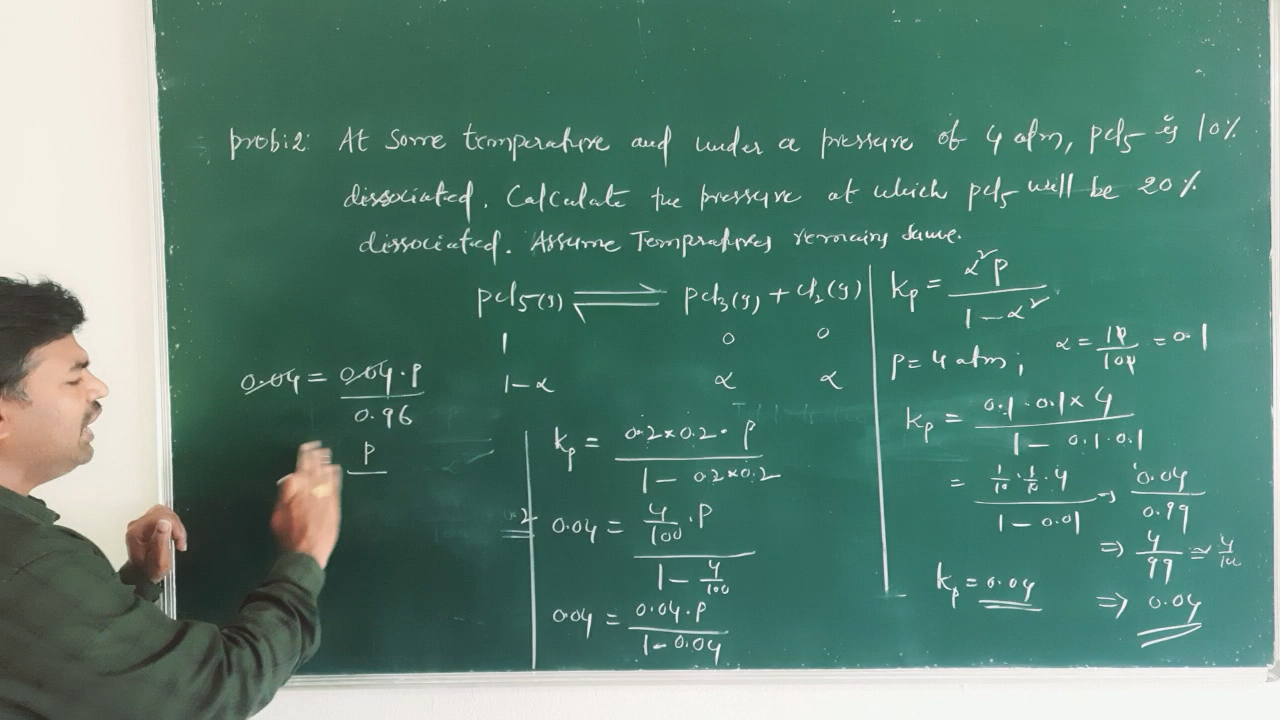 prob:2: At some temperature and under a pressure of 4 atm, pcl5 is 10%
dissociated. Calculate the pressure at which pcl5 will be 20%
dissociated. Assume Temperatures remains same.
pcl5(g) ⇌ pcl3(g) + cl2(g)
1 0 0
1-α α α
0.04 = 0.04·P / 0.96
= P
kp = 0.2×0.2·P / 1 - 0.2×0.2
0.04 = 4/100·P / 1 - 4/100
0.04 = 0.04·P / 1-0.04
kp = α²P / 1-α²
P = 4 atm; α = 10/100 = 0.1
kp = 0.1·0.1×4 / 1 - 0.1·0.1
= 1/10·1/10·4 / 1 - 0.01 → 0.04 / 0.99
⇒ 4/99 ≃ 4/100
kp = 0.04 ⇒ 0.04